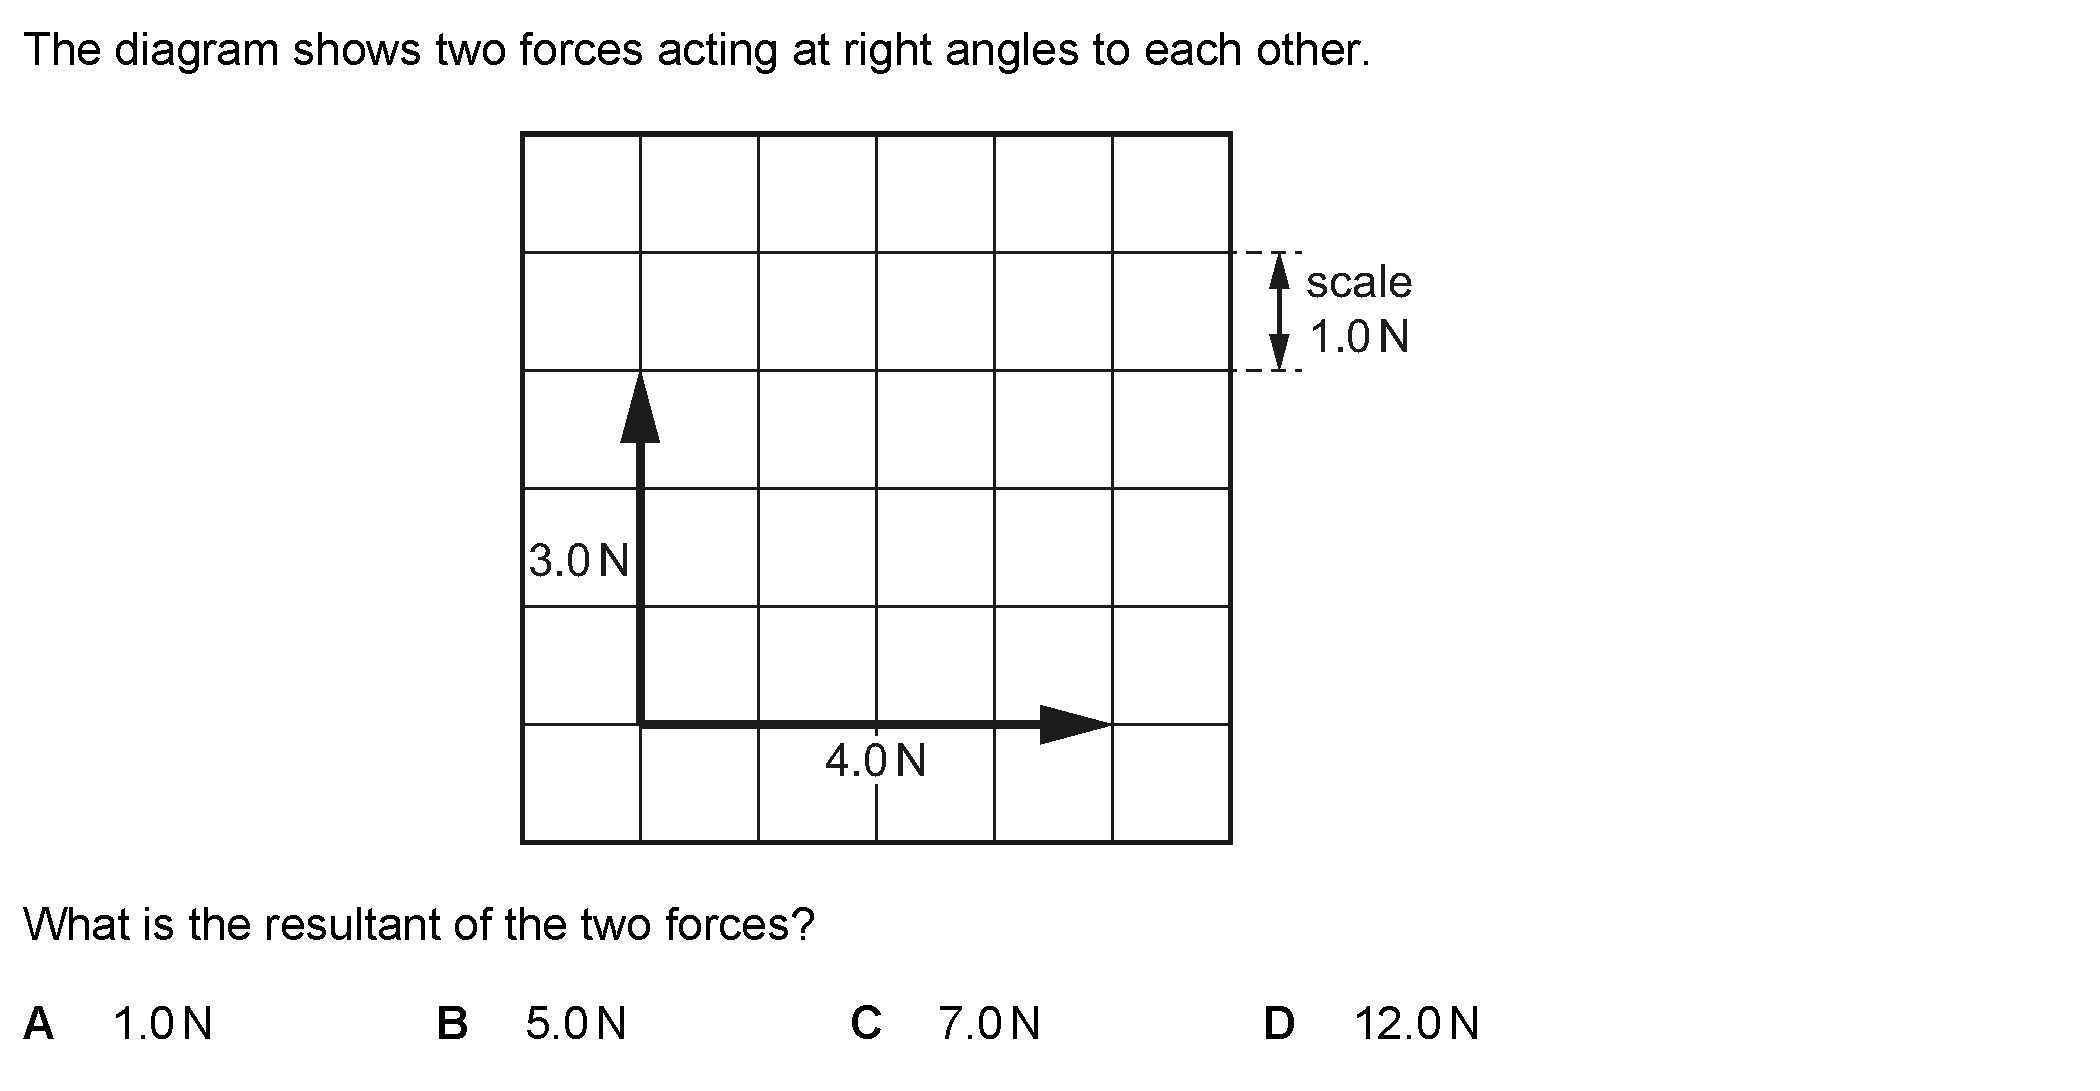 The diagram shows two forces acting at right angles to each other.
scale
1.0 N
3.0 N
4.0 N
What is the resultant of the two forces?
A 1.0 N B 5.0 N C 7.0 N D 12.0 N